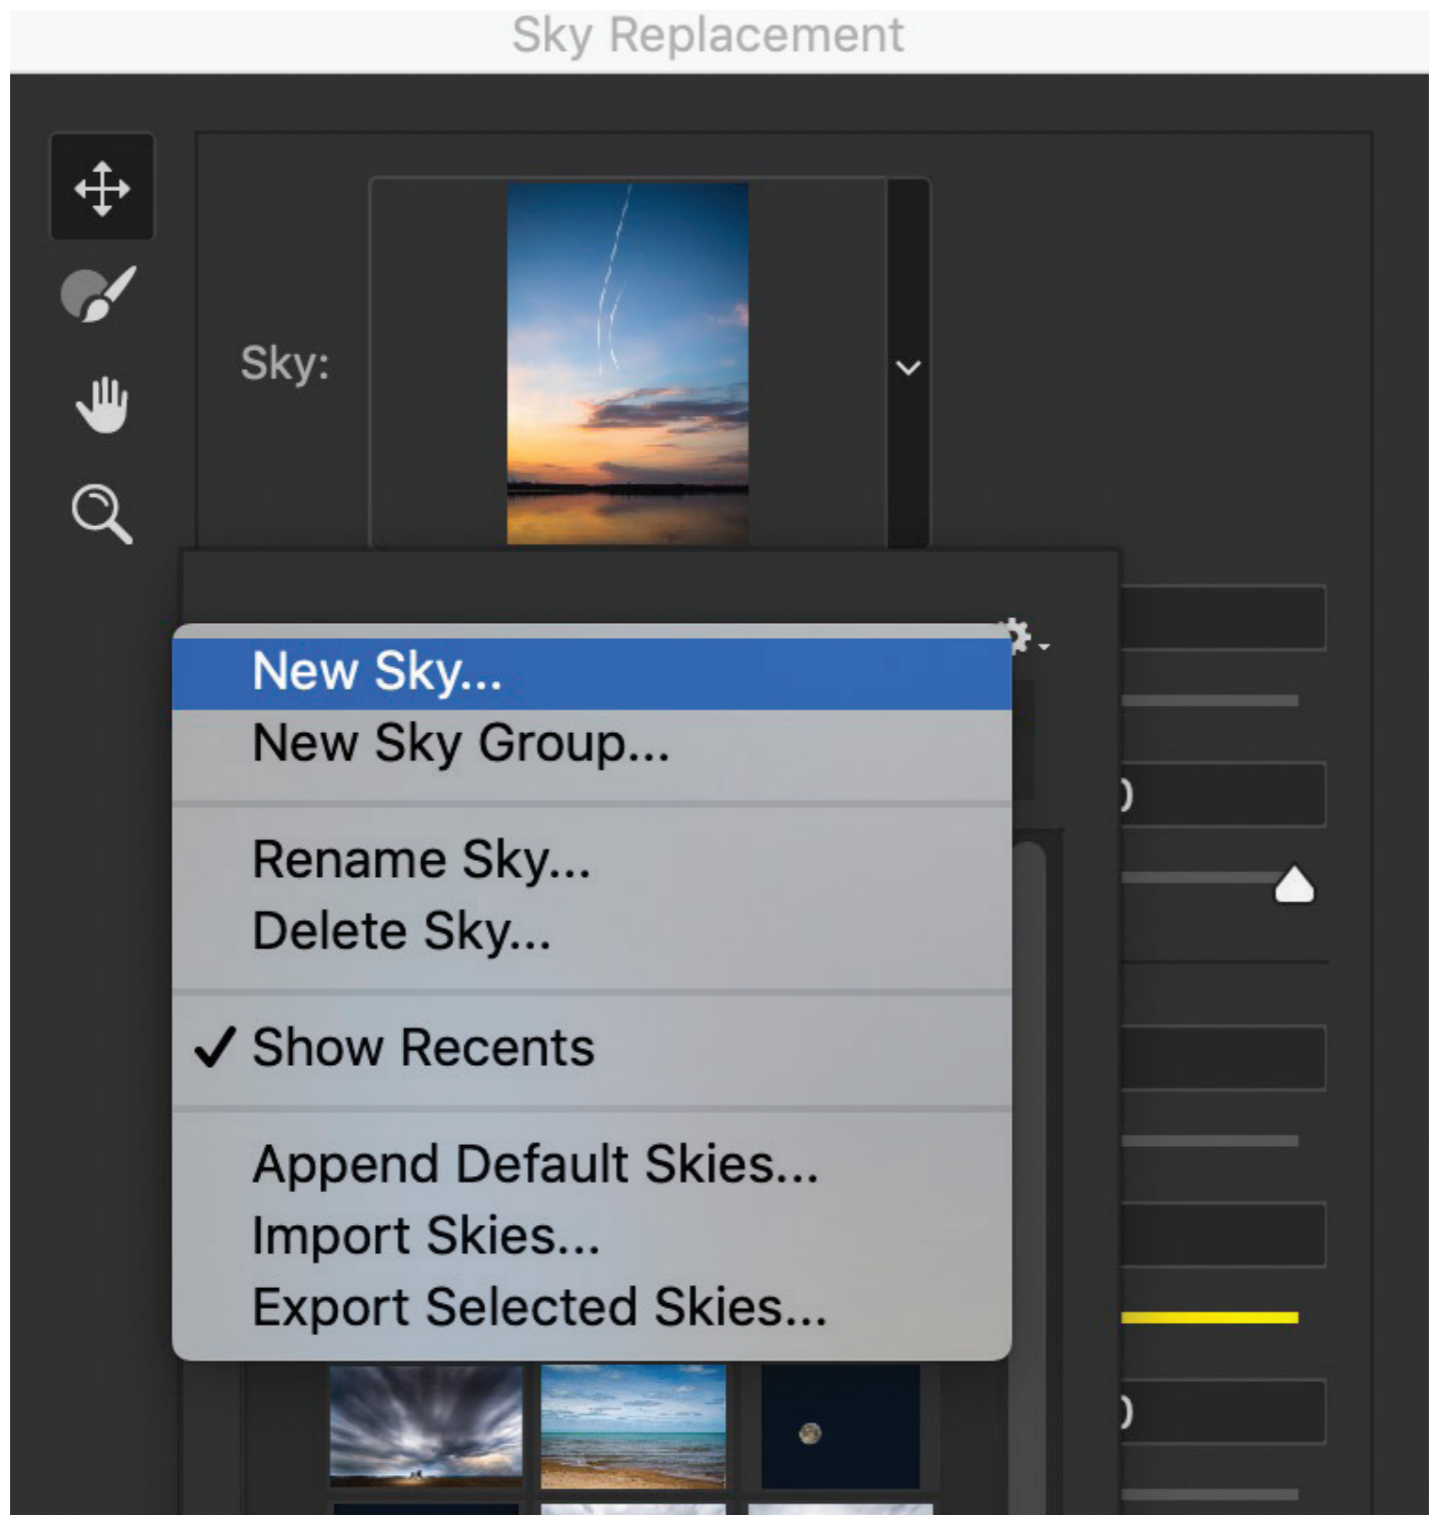 Sky Replacement
Sky:
New Sky...
New Sky Group...
Rename Sky...
Delete Sky...
Show Recents
Append Default Skies...
Import Skies...
Export Selected Skies...